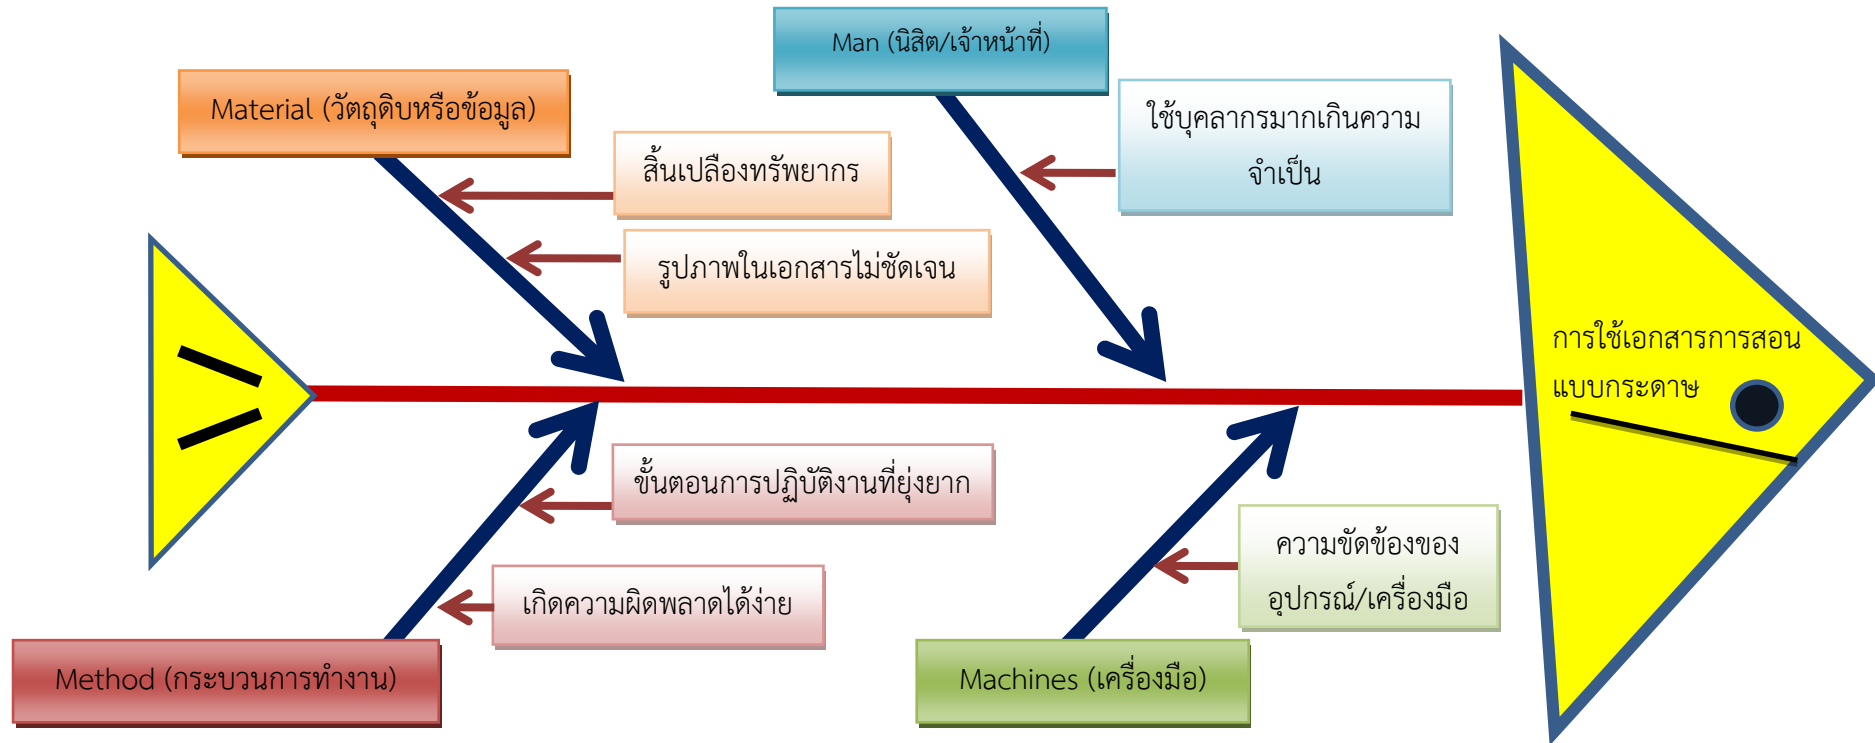 Man (นิสิต/เจ้าหน้าที่)
Material (วัตถุดิบหรือข้อมูล)
ใช้บุคลากรมากเกินความ
จำเป็น
สิ้นเปลืองทรัพยากร
รูปภาพในเอกสารไม่ชัดเจน
การใช้เอกสารการสอน
แบบกระดาษ
ขั้นตอนการปฏิบัติงานที่ยุ่งยาก
ความขัดข้องของ
อุปกรณ์/เครื่องมือ
เกิดความผิดพลาดได้ง่าย
Method (กระบวนการทำงาน)
Machines (เครื่องมือ)